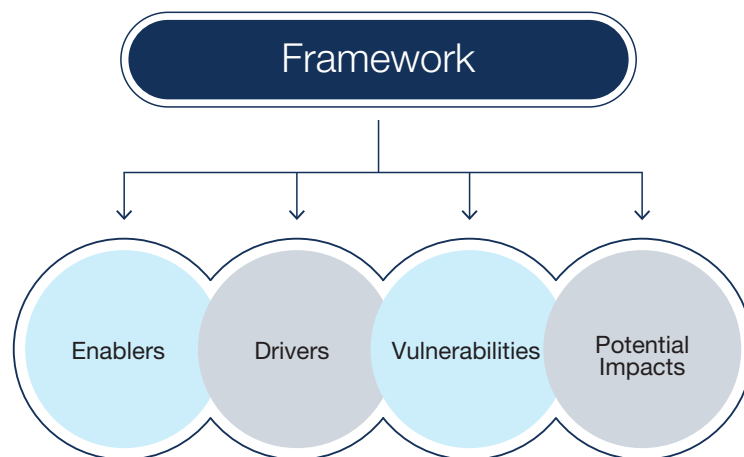 Framework
Enablers
Drivers
Vulnerabilities
Potential
Impacts